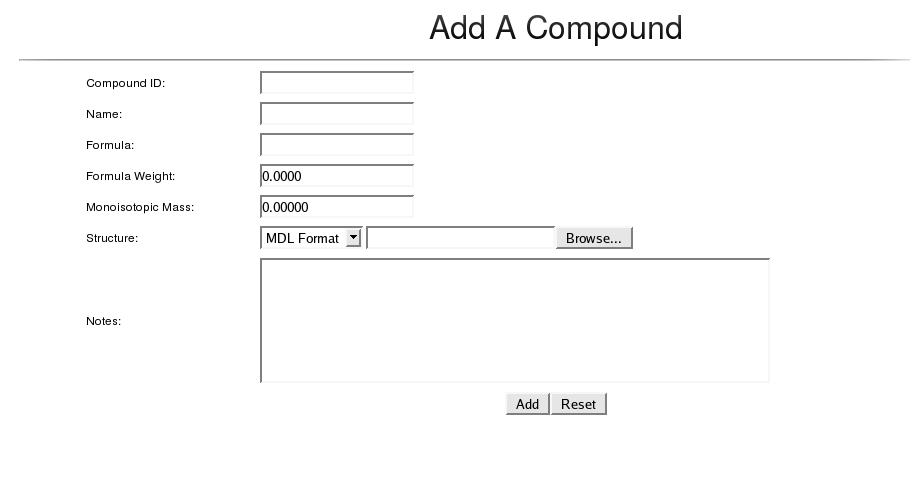 Add A Compound
Compound ID:
Name:
Formula:
Formula Weight: 0.0000
Monoisotopic Mass: 0.00000
Structure: MDL Format Browse...
Notes:
Add Reset